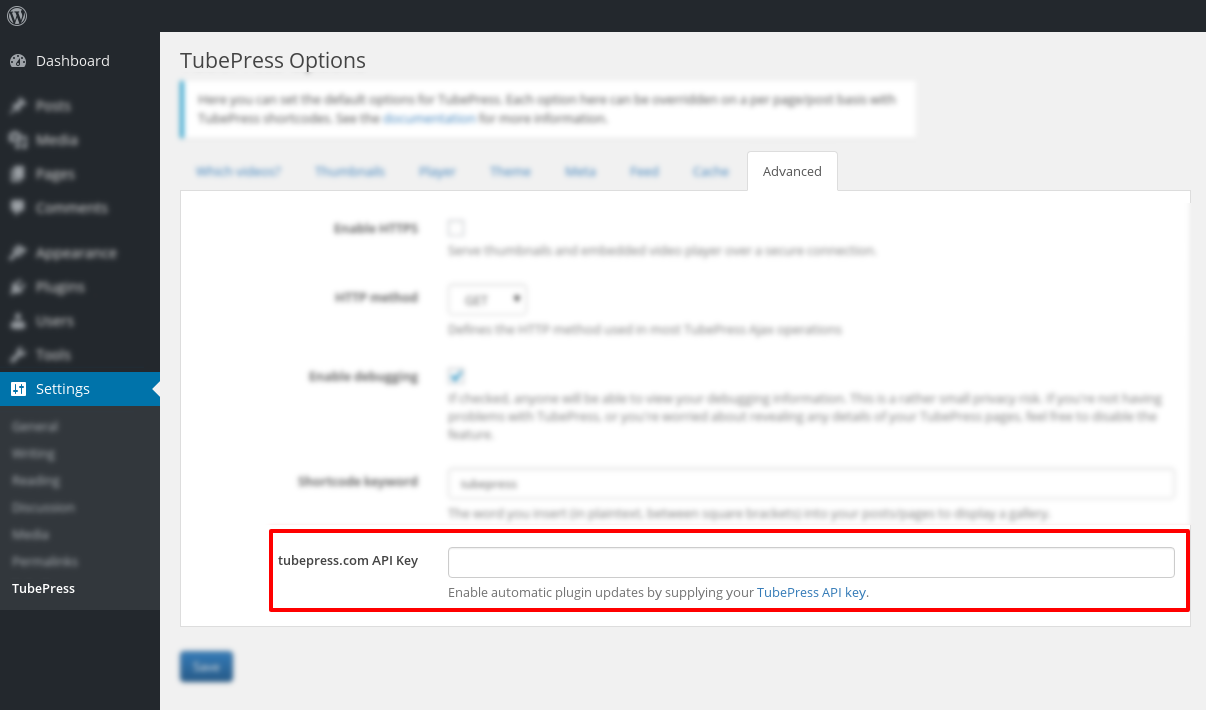 Dashboard
Posts
Media
Pages
Comments
Appearance
Plugins
Users
Tools
Settings
General
Writing
Reading
Discussion
Media
Permalinks
TubePress
TubePress Options
Here you can set the default options for TubePress. Each option here can be overridden on a per page/post basis with
TubePress shortcodes. See the documentation for more information.
Which videos?
Thumbnails
Player
Theme
Meta
Feed
Cache
Advanced
Enable HTTPS
Serve thumbnails and embedded video player over a secure connection.
HTTP method
GET
Defines the HTTP method used in most TubePress Ajax operations
Enable debugging
If checked, anyone will be able to view your debugging information. This is a rather small privacy risk. If you're not having
problems with TubePress, or you're worried about revealing any details of your TubePress pages, feel free to disable the
feature.
Shortcode keyword
tubepress
The word you insert (in plaintext, between square brackets) into your posts/pages to display a gallery.
tubepress.com API Key
Enable automatic plugin updates by supplying your TubePress API key.
Save